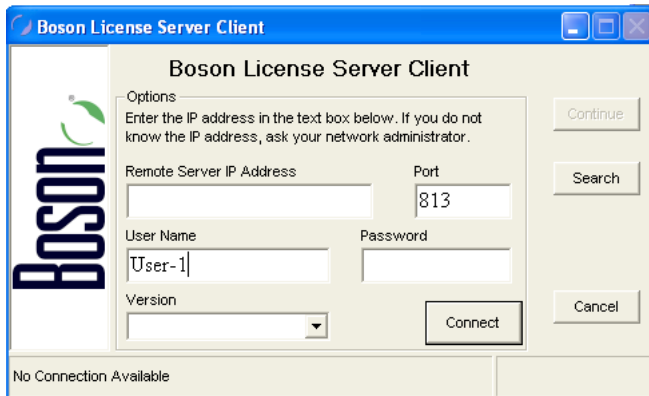 Boson License Server Client
Boson
Boson License Server Client
Options
Enter the IP address in the text box below. If you do not
know the IP address, ask your network administrator.
Continue
Remote Server IP Address
Port
Search
813
User Name
Password
User-1
Version
Cancel
Connect
No Connection Available